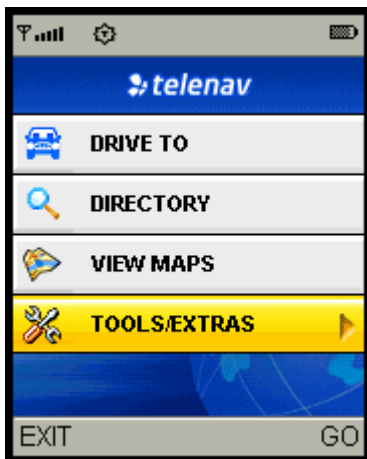 telenav
DRIVE TO
DIRECTORY
VIEW MAPS
TOOLS/EXTRAS
EXIT GO